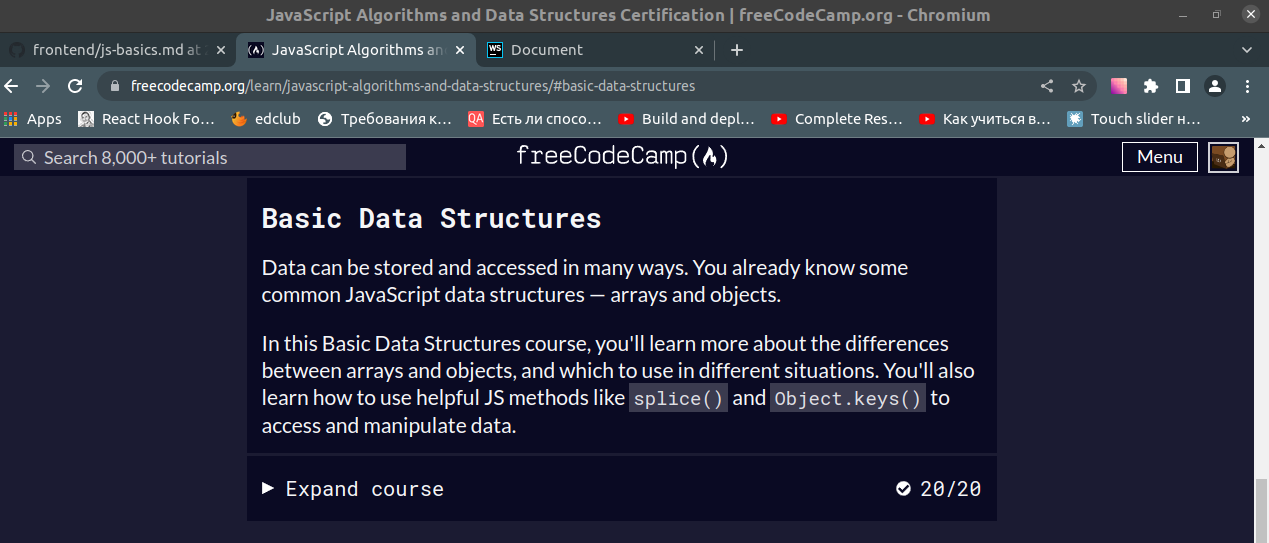 JavaScript Algorithms and Data Structures Certification | freeCodeCamp.org - Chromium
frontend/js-basics.md at
JavaScript Algorithms an
Document
freecodecamp.org/learn/javascript-algorithms-and-data-structures/#basic-data-structures
Apps
React Hook Fo…
edclub
Требования к…
Есть ли спосо…
Build and depl…
Complete Res…
Как учиться в…
Touch slider н…
Search 8,000+ tutorials
freeCodeCamp
Menu
Basic Data Structures
Data can be stored and accessed in many ways. You already know some
common JavaScript data structures — arrays and objects.
In this Basic Data Structures course, you'll learn more about the differences
between arrays and objects, and which to use in different situations. You'll also
learn how to use helpful JS methods like splice() and Object.keys() to
access and manipulate data.
Expand course
20/20